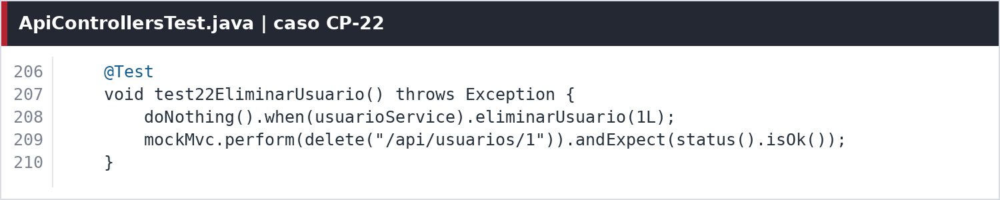 ApiControllersTest.java | caso CP-22
206 @Test
207 void test22EliminarUsuario() throws Exception {
208 doNothing().when(usuarioService).eliminarUsuario(1L);
209 mockMvc.perform(delete("/api/usuarios/1")).andExpect(status().isOk());
210 }